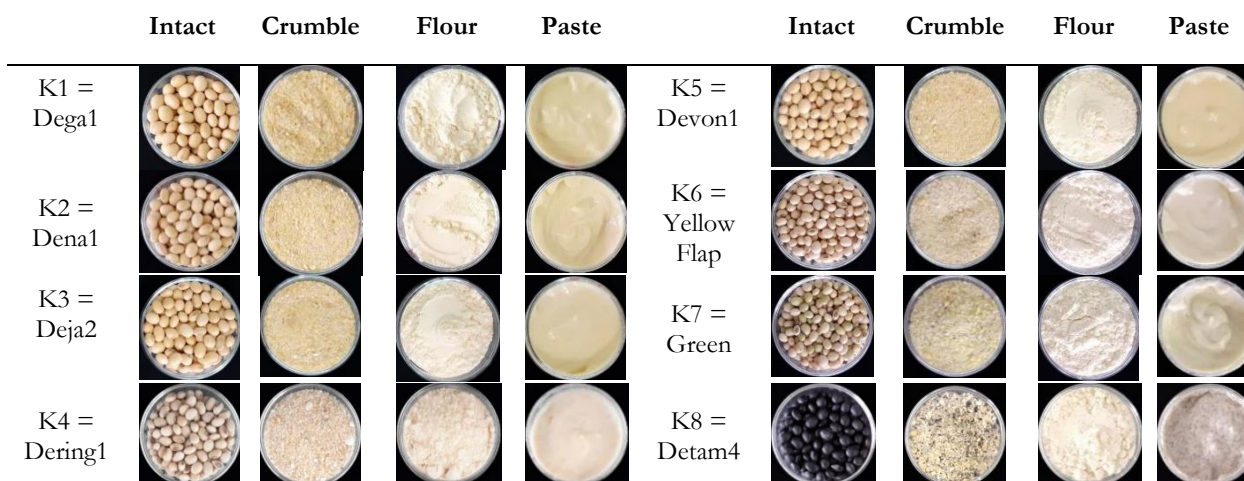 Intact Crumble Flour Paste Intact Crumble Flour Paste
K1 =
Dega1
K5 =
Devon1
K2 =
Dena1
K6 =
Yellow
Flap
K3 =
Deja2
K7 =
Green
K4 =
Dering1
K8 =
Detam4